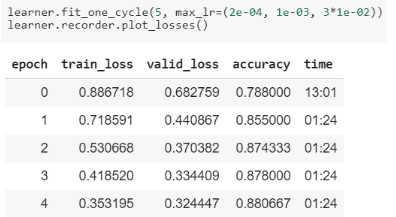 learner.fit_one_cycle(5, max_lr=(2e-04, 1e-03, 3*1e-02))
learner.recorder.plot_losses()
epoch train_loss valid_loss accuracy time
0 0.886718 0.682759 0.788000 13:01
1 0.718591 0.440867 0.855000 01:24
2 0.530668 0.370382 0.874333 01:24
3 0.418520 0.334409 0.878000 01:24
4 0.353195 0.324447 0.880667 01:24